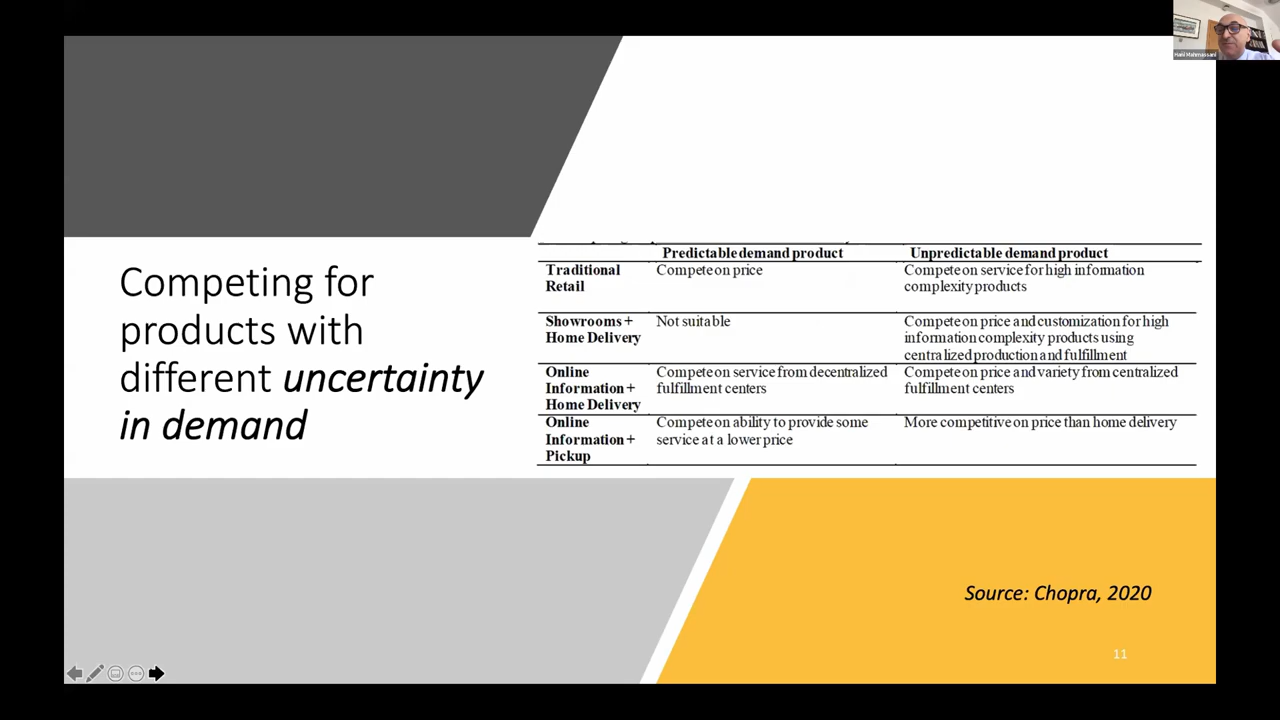 Hani Mahmassani
Competing for
products with
different uncertainty
in demand
Predictable demand product
Unpredictable demand product
Traditional
Retail
Compete on price
Compete on service for high information
complexity products
Showrooms +
Home Delivery
Not suitable
Compete on price and customization for high
information complexity products using
centralized production and fulfillment
Online
Information +
Home Delivery
Compete on service from decentralized
fulfillment centers
Compete on price and variety from centralized
fulfillment centers
Online
Information +
Pickup
Compete on ability to provide some
service at a lower price
More competitive on price than home delivery
Source: Chopra, 2020
11